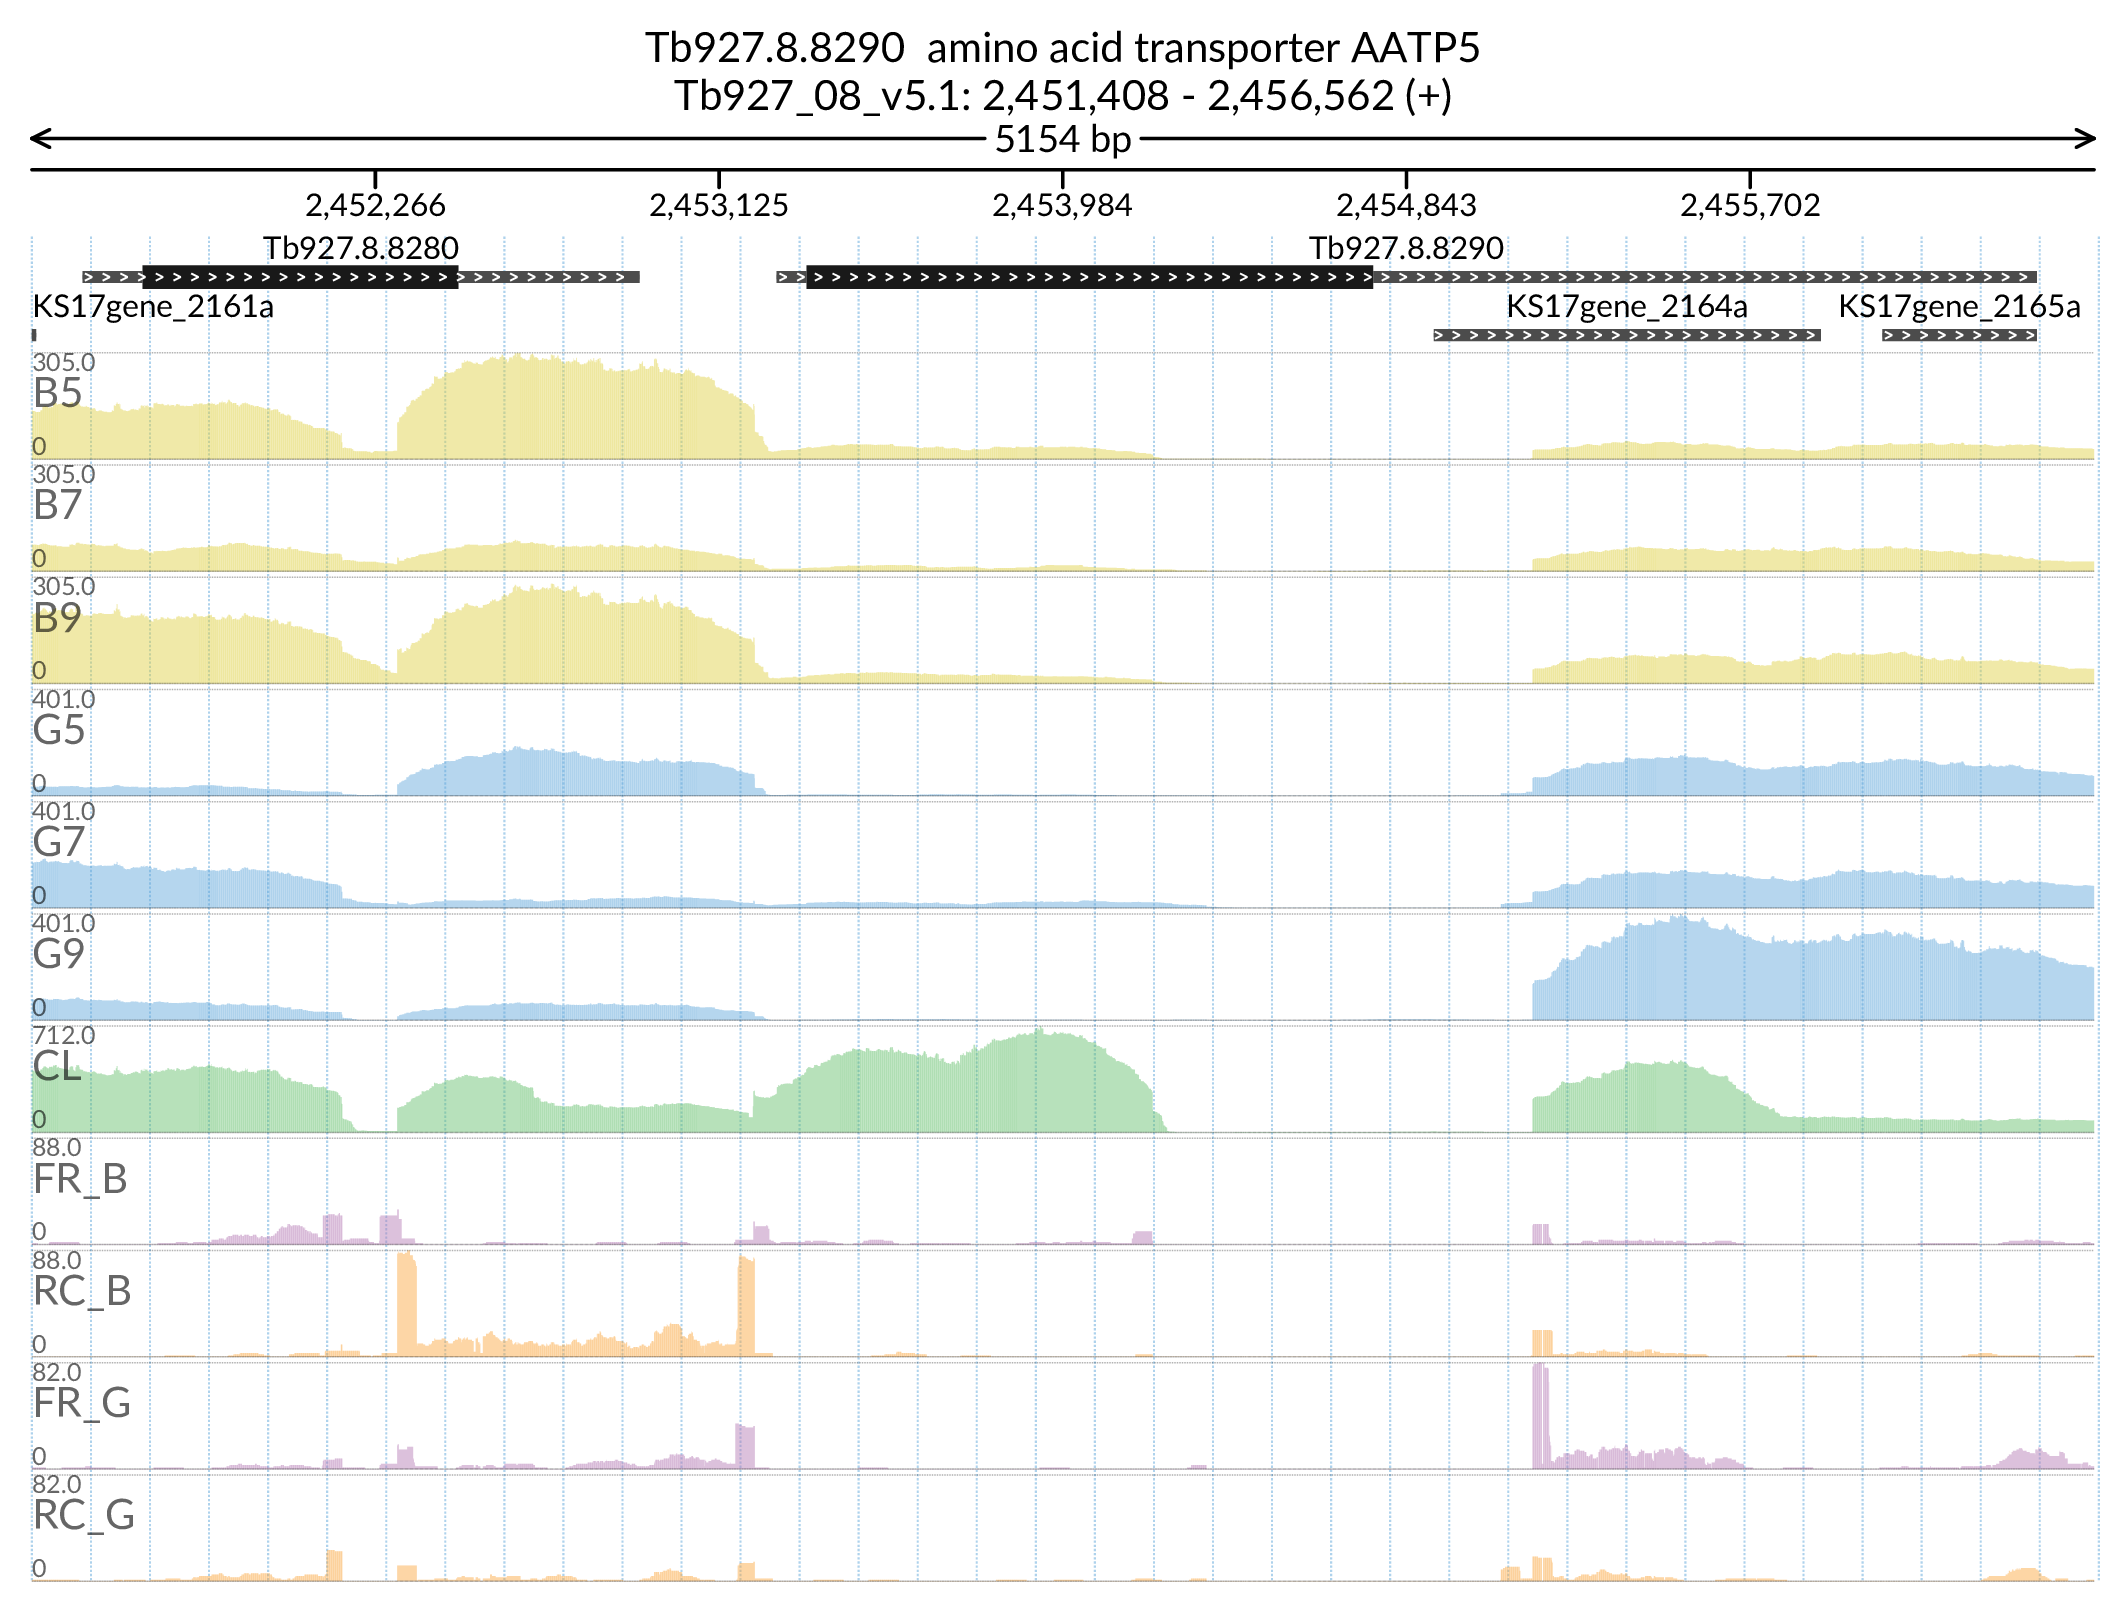 Tb927.8.8290 amino acid transporter AATP5
Tb927_08_v5.1: 2,451,408 - 2,456,562 (+)
5154 bp
2,452,266 2,453,125 2,453,984 2,454,843 2,455,702
Tb927.8.8280 Tb927.8.8290
KS17gene_2161a KS17gene_2164a KS17gene_2165a
305.0
B5
0
305.0
B7
0
305.0
B9
0
401.0
G5
0
401.0
G7
0
401.0
G9
0
712.0
CL
0
88.0
FR_B
0
88.0
RC_B
0
82.0
FR_G
0
82.0
RC_G
0